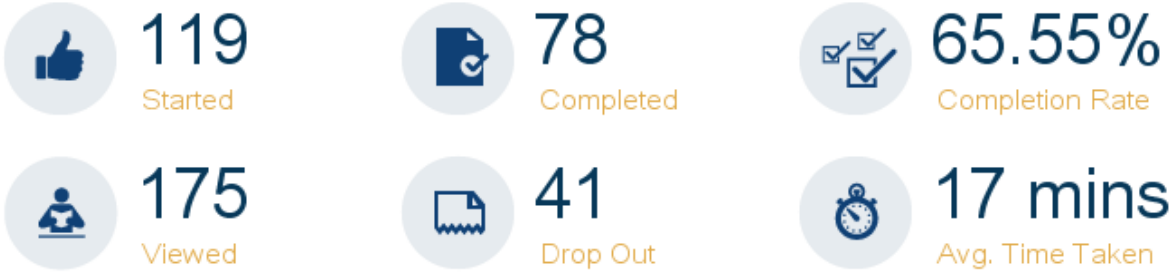 119
Started
78
Completed
65.55%
Completion Rate
175
Viewed
41
Drop Out
17 mins
Avg. Time Taken